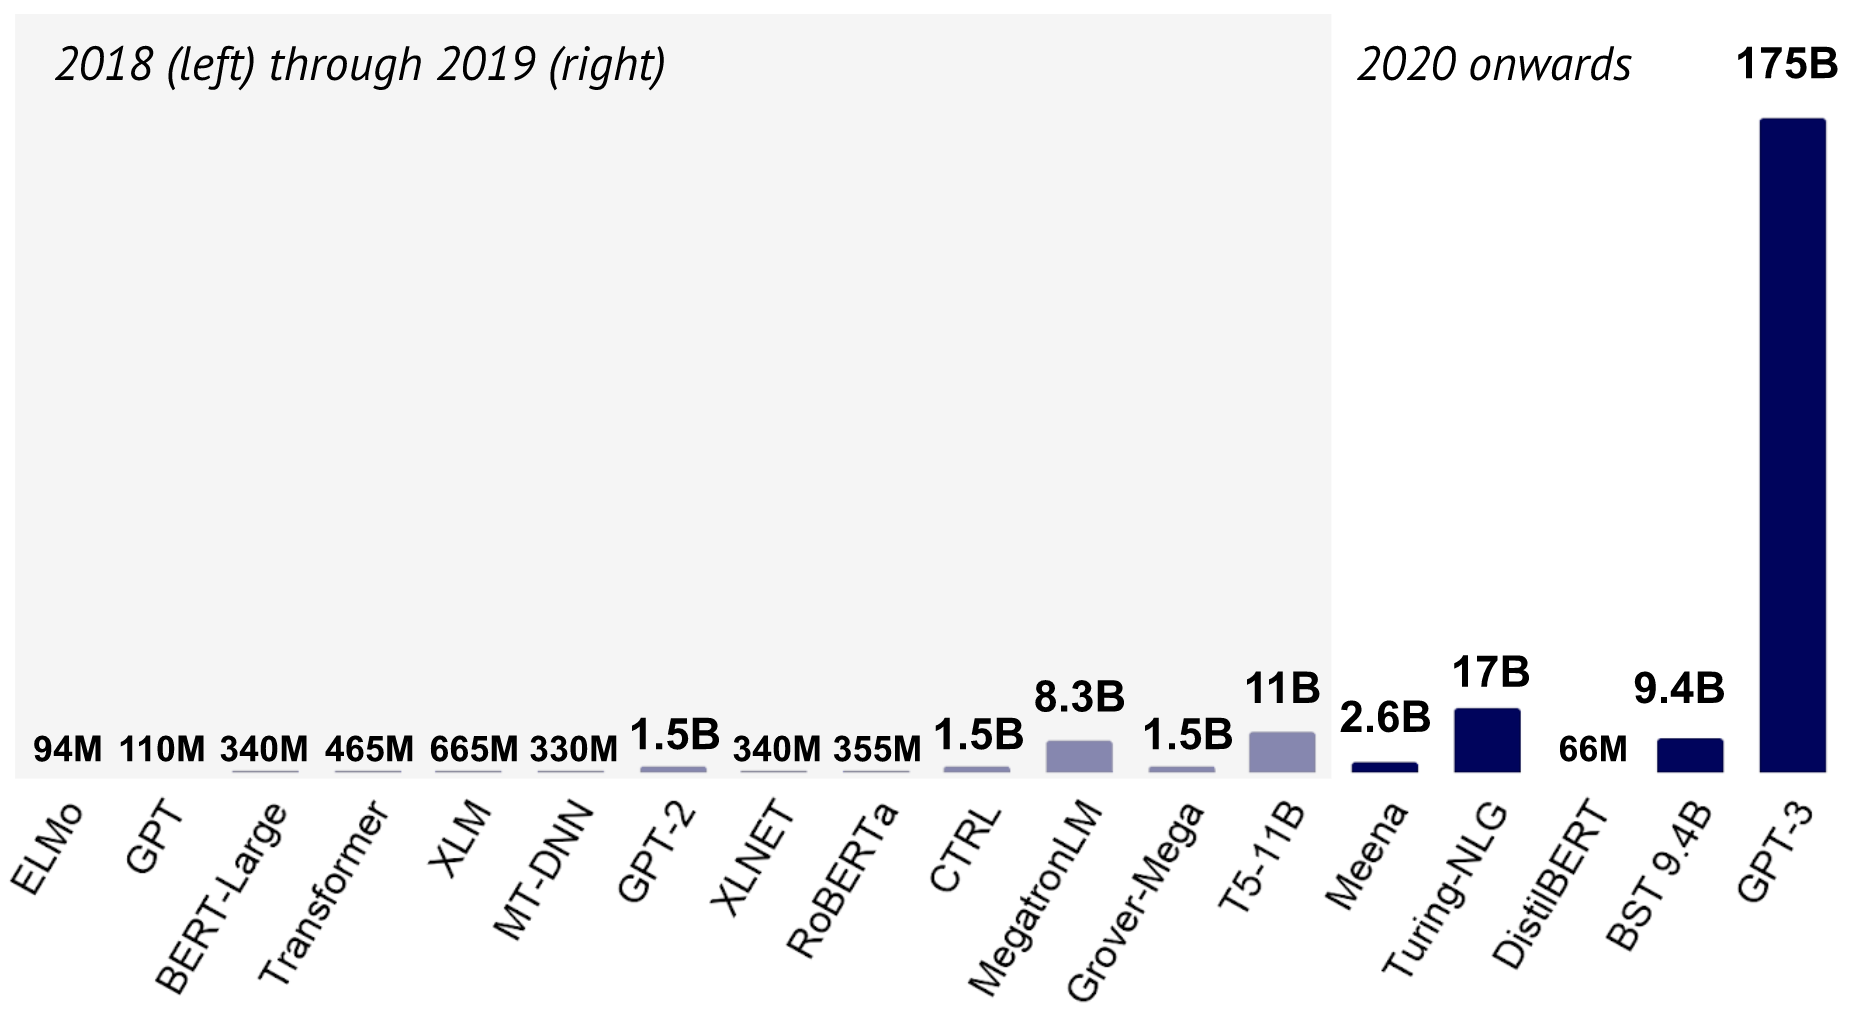 2018 (left) through 2019 (right)
2020 onwards
175B
94M
110M
340M
465M
665M
330M
1.5B
340M
355M
1.5B
8.3B
1.5B
11B
2.6B
17B
66M
9.4B
ELMo
GPT
BERT-Large
Transformer
XLM
MT-DNN
GPT-2
XLNET
RoBERTa
CTRL
MegatronLM
Grover-Mega
T5-11B
Meena
Turing-NLG
DistilBERT
BST 9.4B
GPT-3